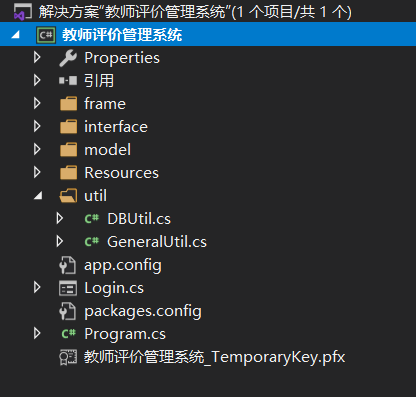 解决方案"教师评价管理系统"(1 个项目/共 1 个)
C# 教师评价管理系统
Properties
引用
frame
interface
model
Resources
util
C# DBUtil.cs
C# GeneralUtil.cs
app.config
Login.cs
packages.config
C# Program.cs
教师评价管理系统_TemporaryKey.pfx